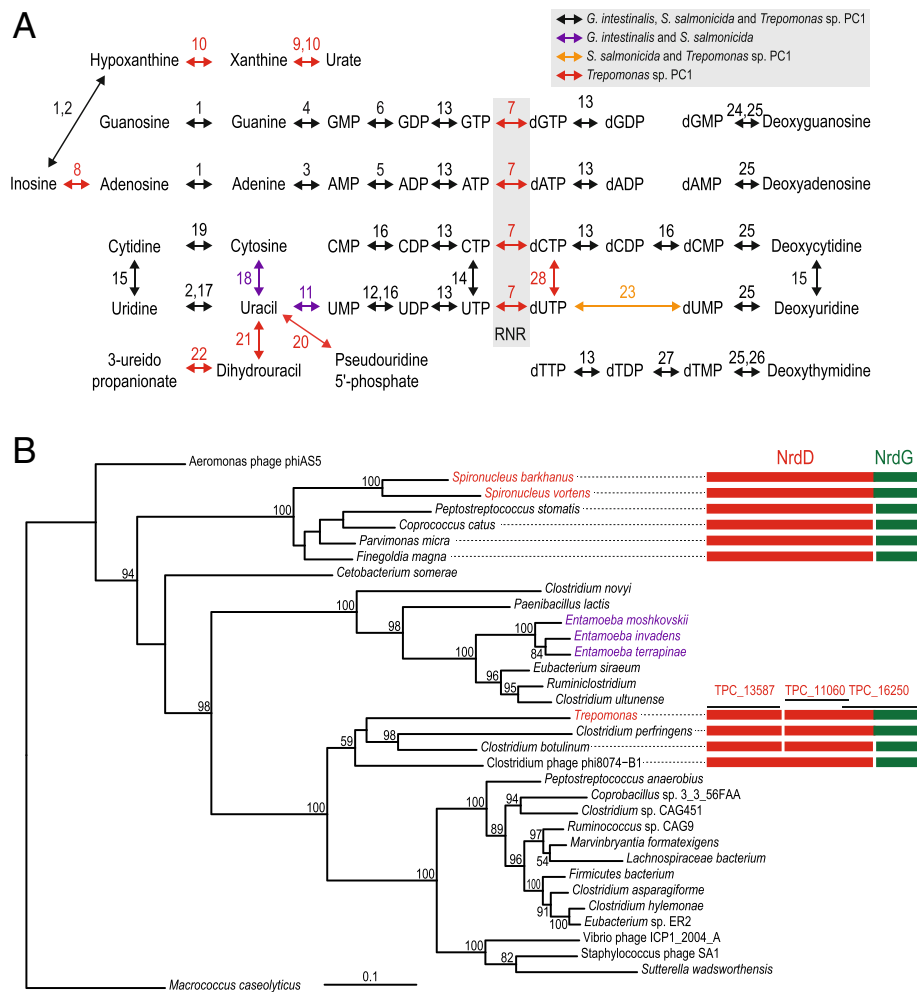 A
G. intestinalis, S. salmonicida and Trepomonas sp. PC1
G. intestinalis and S. salmonicida
S. salmonicida and Trepomonas sp. PC1
Trepomonas sp. PC1
10 9,10
Hypoxanthine Xanthine Urate
1,2
1 4 6 13 7 13 24,25
Guanosine Guanine GMP GDP GTP dGTP dGDP dGMP Deoxyguanosine
8 1 3 5 13 7 13 25
Inosine Adenosine Adenine AMP ADP ATP dATP dADP dAMP Deoxyadenosine
19 16 13 7 13 16 25
Cytidine Cytosine CMP CDP CTP dCTP dCDP dCMP Deoxycytidine
15 18 14 28 15
2,17 11 12,16 13 7 23 25
Uridine Uracil UMP UDP UTP dUTP dUMP Deoxyuridine
RNR
21 20
22
3-ureido
propanionate
Dihydrouracil
Pseudouridine
5'-phosphate
13 27 25,26
dTTP dTDP dTMP Deoxythymidine
B
NrdD NrdG
Aeromonas phage phiAS5
100 Spironucleus barkhanus
100 Spironucleus vortens
Peptostreptococcus stomatis
Coprococcus catus
Parvimonas micra
Finegoldia magna
94 Cetobacterium somerae
100 Clostridium novyi
98 Paenibacillus lactis
100 Entamoeba moshkovskii
100 Entamoeba invadens
84 Entamoeba terrapinae
96 Eubacterium siraeum
95 Ruminiclostridium
Clostridium ultunense
98
TPC_13587 TPC_11060 TPC_16250
Trepomonas
Clostridium perfringens
59 98 Clostridium botulinum
Clostridium phage phi8074−B1
100
Peptostreptococcus anaerobius
100 94 Coprobacillus sp. 3_3_56FAA
Clostridium sp. CAG451
89 97 Ruminococcus sp. CAG9
Marvinbryantia formatexigens
96 54 Lachnospiraceae bacterium
100 100 Firmicutes bacterium
Clostridium asparagiforme
91 Clostridium hylemonae
100 Eubacterium sp. ER2
100 Vibrio phage ICP1_2004_A
82 Staphylococcus phage SA1
Sutterella wadsworthensis
0.1
Macrococcus caseolyticus